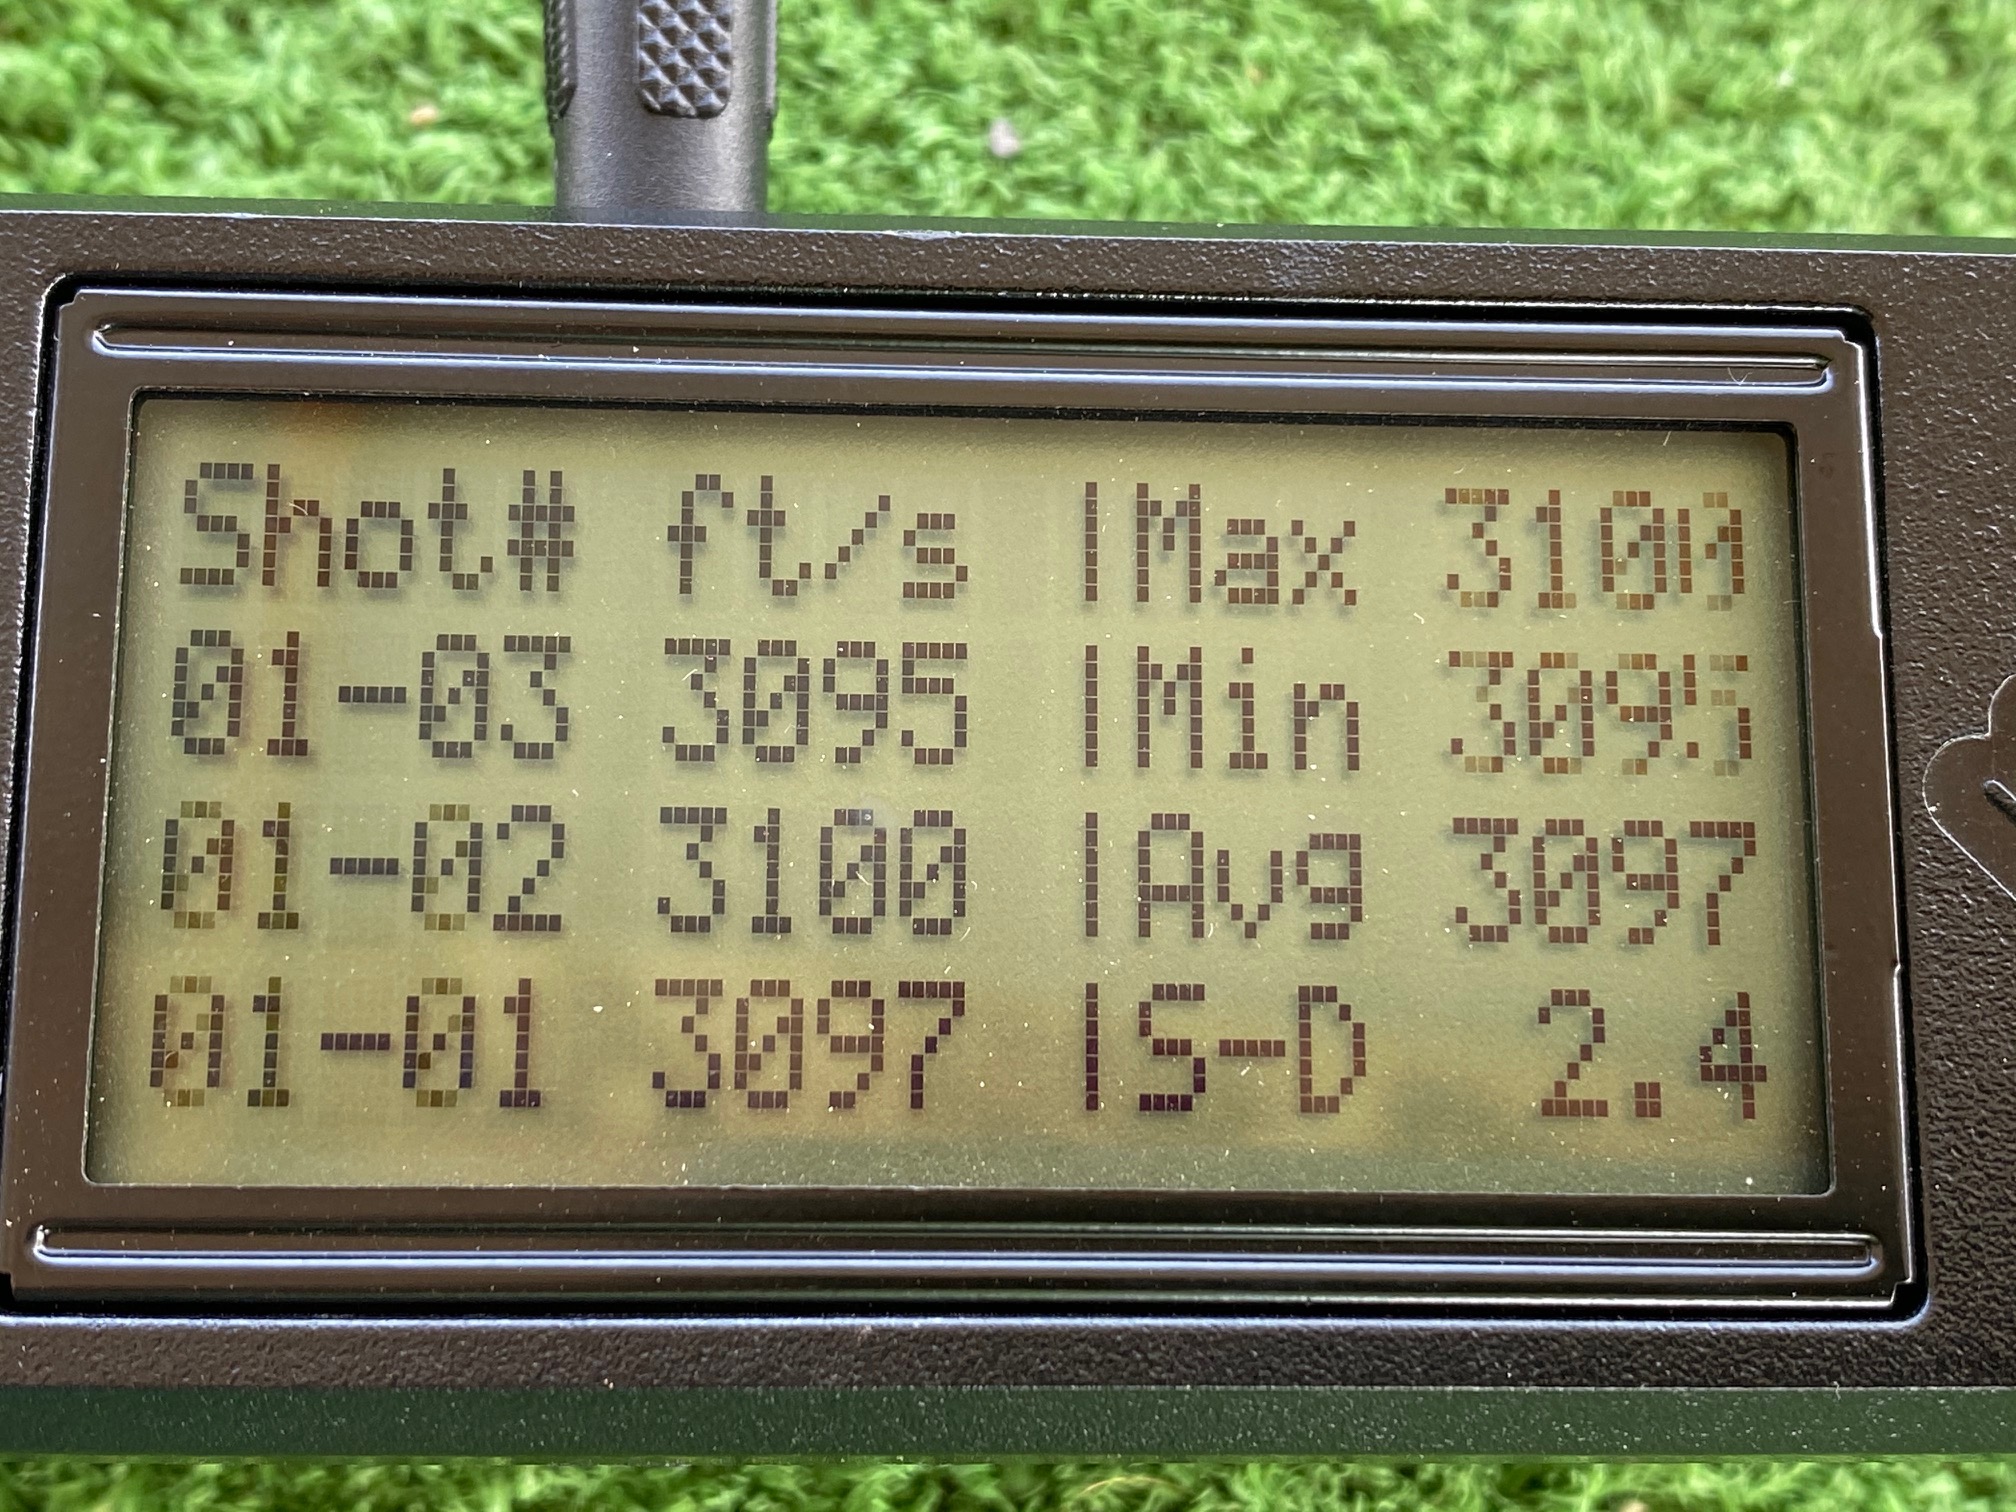 Shot# ft/s |Max 3100
01-03 3095 |Min 3095
01-02 3100 |Avg 3097
01-01 3097 |S-D 2.4